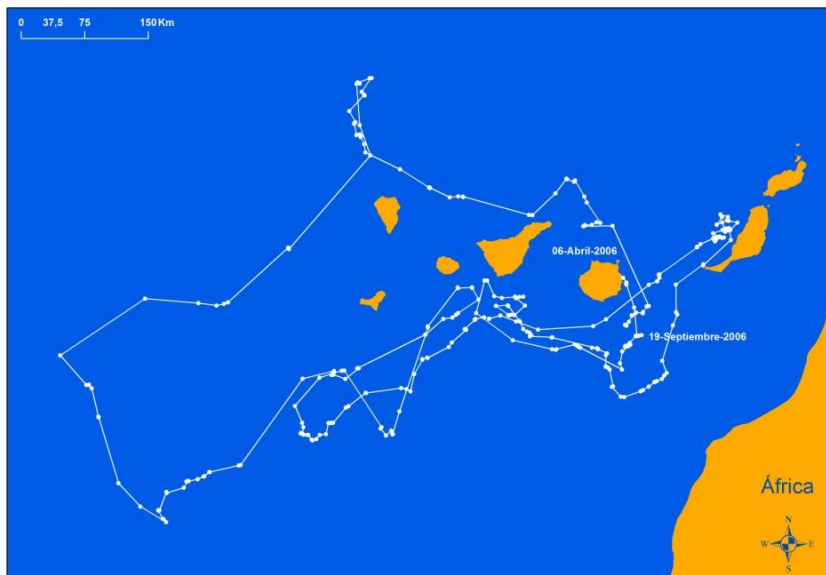 0 37,5 75 150 Km
06-Abril-2006
19-Septiembre-2006
África
N
W E
S